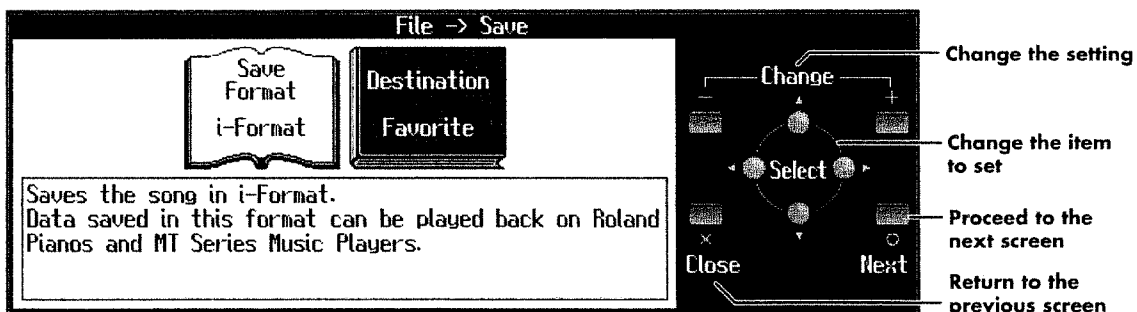 File -> Save
Save
Format
i-Format
Destination
Favorite
Saves the song in i-Format.
Data saved in this format can be played back on Roland
Pianos and MT Series Music Players.
Change
- +
Select
× ○
Close Next
Change the setting
Change the item
to set
Proceed to the
next screen
Return to the
previous screen